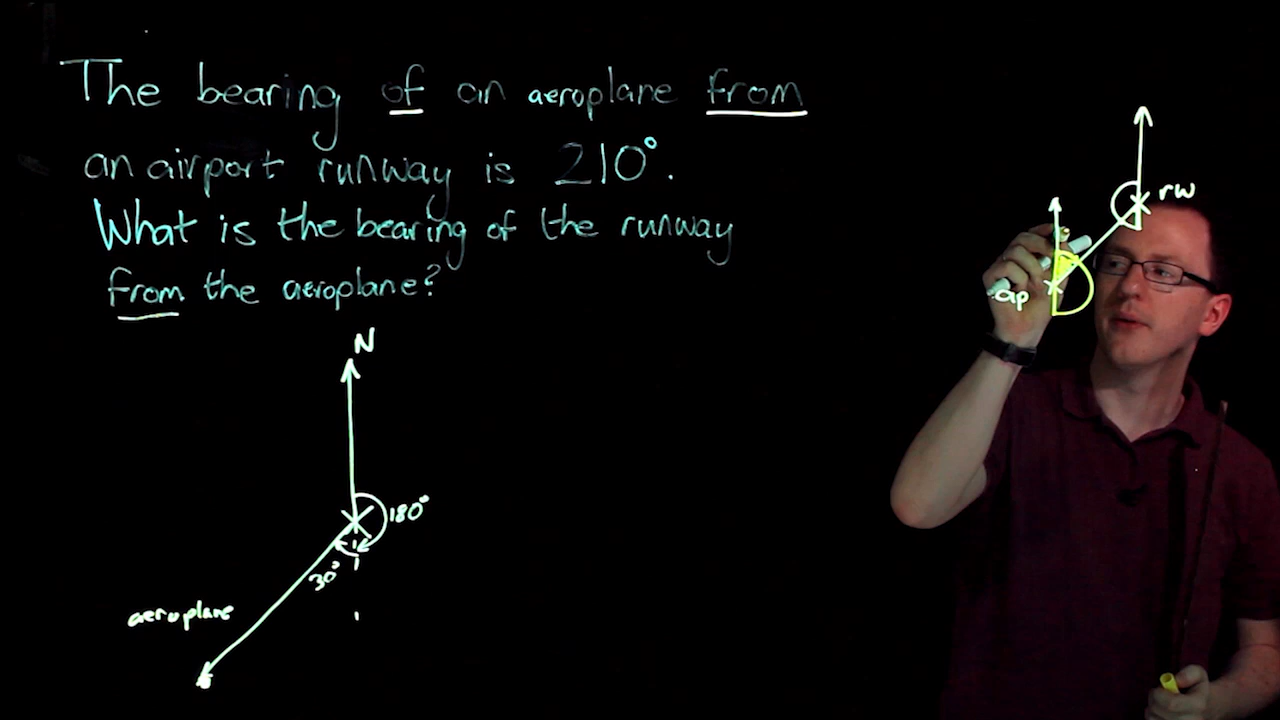 The bearing of an aeroplane from
an airport runway is 210°.
What is the bearing of the runway
from the aeroplane?
N
180°
30°
aeroplane
rw
ap